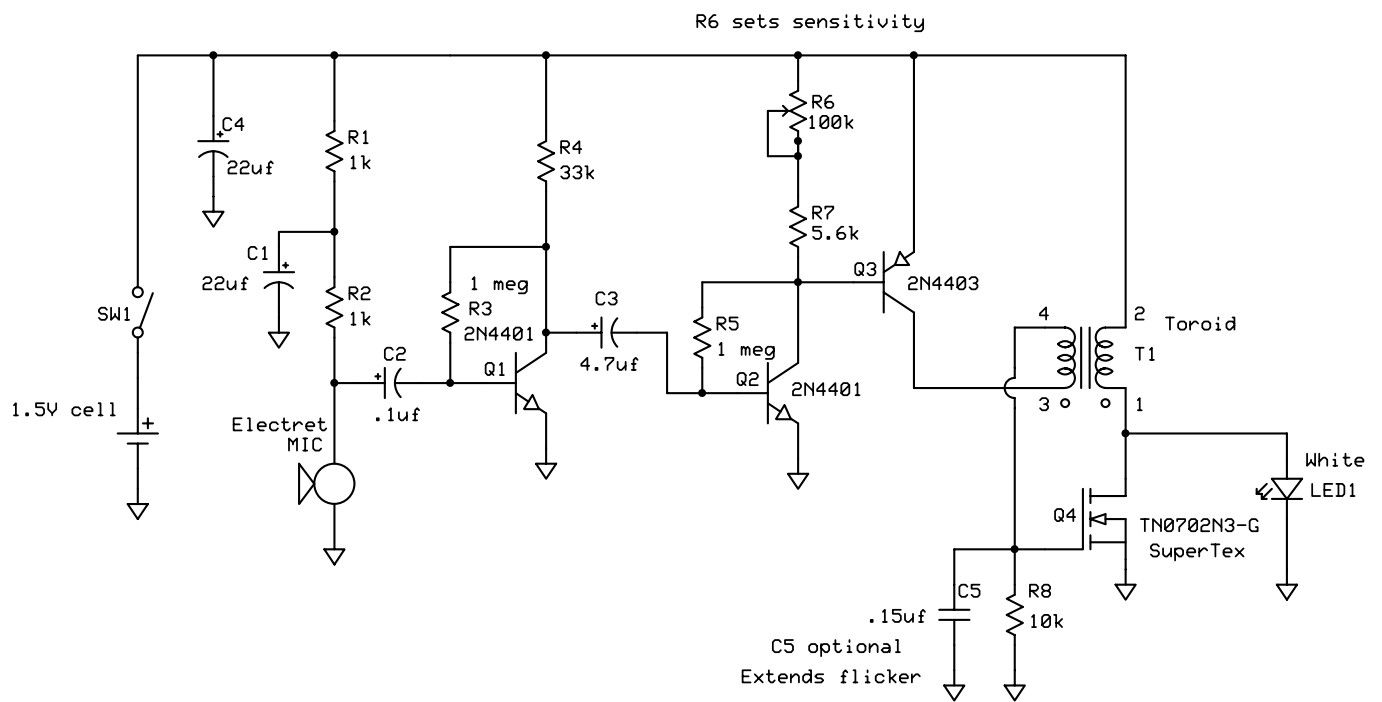 R6 sets sensitivity
C4
22uf
R1
1k
R4
33k
R6
100k
R7
5.6k
C1
22uf
R2
1k
1 meg
R3
2N4401
Q1
C3
4.7uf
R5
1 meg
Q2
2N4401
Q3
2N4403
SW1
C2
.1uf
4
2
Toroid
T1
3
1
1.5V cell
+
Electret
MIC
White
LED1
Q4
TN0702N3-G
SuperTex
C5
.15uf
R8
10k
C5 optional
Extends flicker